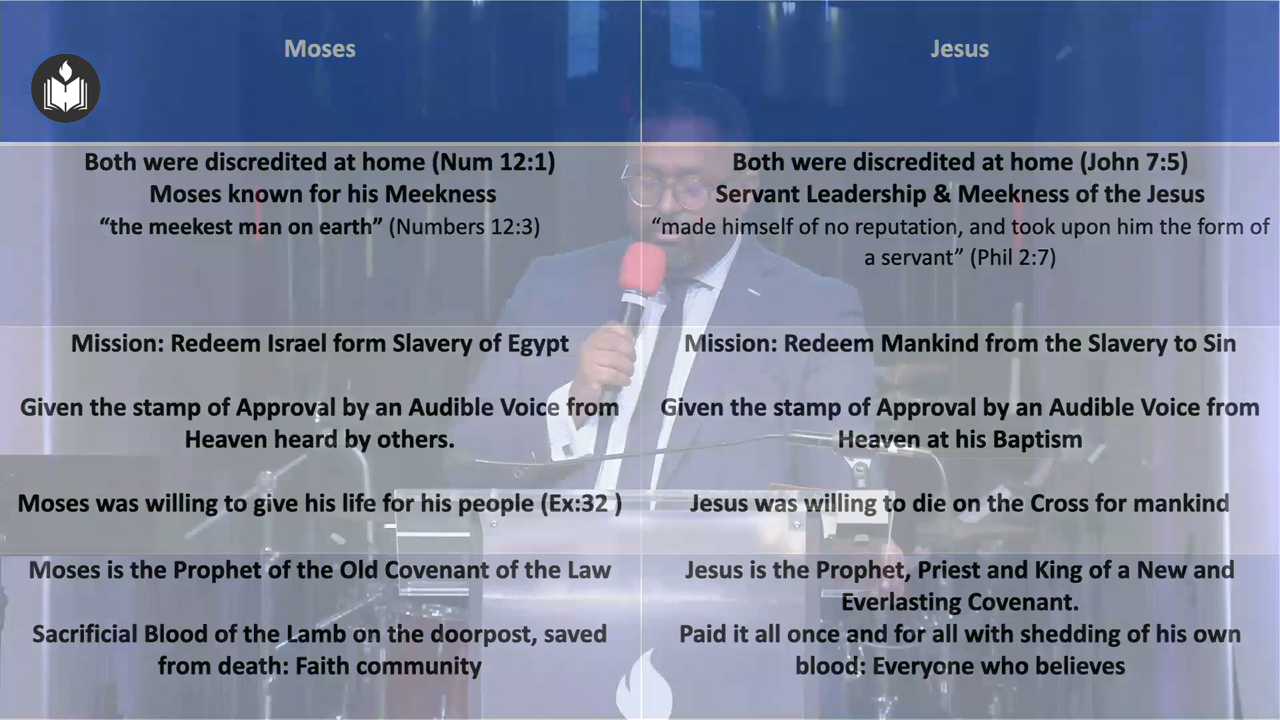 Moses
Both were discredited at home (Num 12:1)
Moses known for his Meekness
“the meekest man on earth” (Numbers 12:3)
Mission: Redeem Israel form Slavery of Egypt
Given the stamp of Approval by an Audible Voice from
Heaven heard by others.
Moses was willing to give his life for his people (Ex:32 )
Moses is the Prophet of the Old Covenant of the Law
Sacrificial Blood of the Lamb on the doorpost, saved
from death: Faith community
Jesus
Both were discredited at home (John 7:5)
Servant Leadership & Meekness of the Jesus
“made himself of no reputation, and took upon him the form of
a servant” (Phil 2:7)
Mission: Redeem Mankind from the Slavery to Sin
Given the stamp of Approval by an Audible Voice from
Heaven at his Baptism
Jesus was willing to die on the Cross for mankind
Jesus is the Prophet, Priest and King of a New and
Everlasting Covenant.
Paid it all once and for all with shedding of his own
blood: Everyone who believes